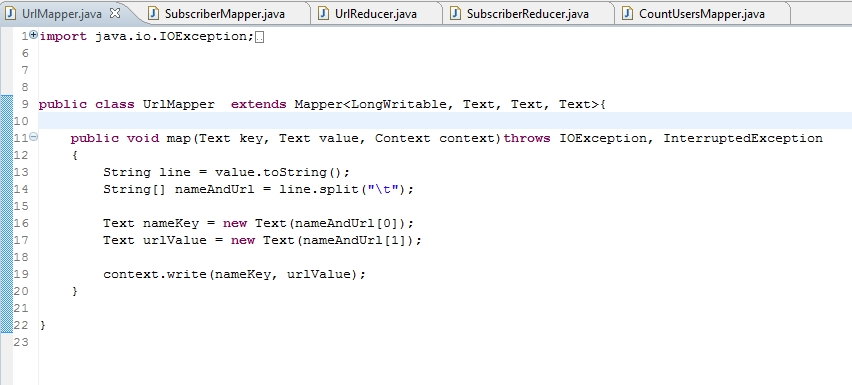 UrlMapper.java SubscriberMapper.java UrlReducer.java SubscriberReducer.java CountUsersMapper.java
1 import java.io.IOException;
6
7
8
9 public class UrlMapper  extends Mapper<LongWritable, Text, Text, Text>{
10
11     public void map(Text key, Text value, Context context)throws IOException, InterruptedException
12     {
13         String line = value.toString();
14         String[] nameAndUrl = line.split("\t");
15
16         Text nameKey = new Text(nameAndUrl[0]);
17         Text urlValue = new Text(nameAndUrl[1]);
18
19         context.write(nameKey, urlValue);
20     }
21
22 }
23